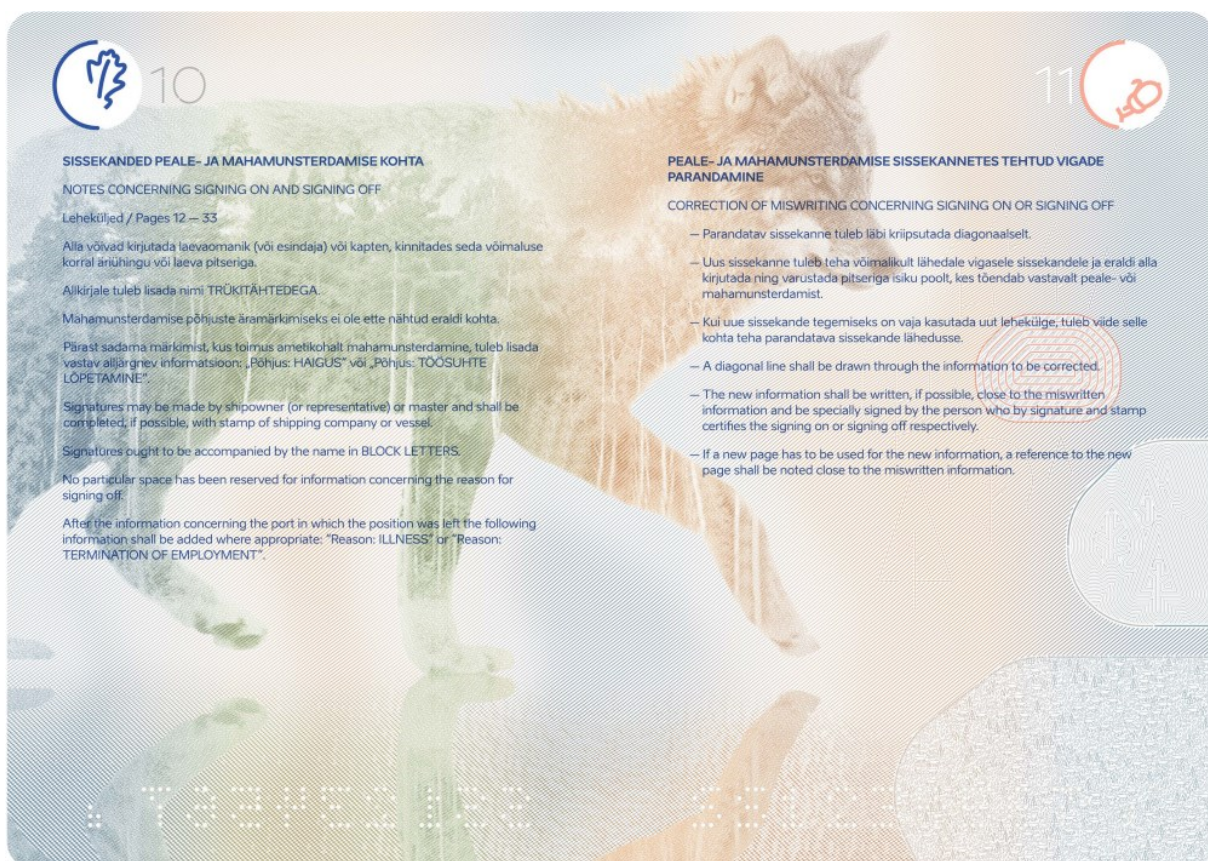 10
SISSEKANDED PEALE- JA MAHAMUNSTERDAMISE KOHTA
NOTES CONCERNING SIGNING ON AND SIGNING OFF
Leheküljed / Pages 12 — 33
Alla võivad kirjutada laevaomanik (või esindaja) või kapten, kinnitades seda võimaluse
korral äriühingu või laeva pitseriga.
Allkirjale tuleb lisada nimi TRÜKITÄHTEDEGA.
Mahamunsterdamise põhjuste äramärkimiseks ei ole ette nähtud eraldi kohta.
Pärast sadama märkimist, kus toimus ametikohalt mahamunsterdamine, tuleb lisada
vastav alljärgnev informatsioon: „Põhjus: HAIGUS” või „Põhjus: TÖÖSUHTE
LÕPETAMINE”.
Signatures may be made by shipowner (or representative) or master and shall be
completed, if possible, with stamp of shipping company or vessel.
Signatures ought to be accompanied by the name in BLOCK LETTERS.
No particular space has been reserved for information concerning the reason for
signing off.
After the information concerning the port in which the position was left the following
information shall be added where appropriate: “Reason: ILLNESS” or “Reason:
TERMINATION OF EMPLOYMENT”.
11
PEALE- JA MAHAMUNSTERDAMISE SISSEKANNETES TEHTUD VIGADE
PARANDAMINE
CORRECTION OF MISWRITING CONCERNING SIGNING ON OR SIGNING OFF
— Parandatav sissekanne tuleb läbi kriipsutada diagonaalselt.
— Uus sissekanne tuleb teha võimalikult lähedale vigasele sissekandele ja eraldi alla
kirjutada ning varustada pitseriga isiku poolt, kes tõendab vastavalt peale- või
mahamunsterdamist.
— Kui uue sissekande tegemiseks on vaja kasutada uut lehekülge, tuleb viide selle
kohta teha parandatava sissekande lähedusse.
— A diagonal line shall be drawn through the information to be corrected.
— The new information shall be written, if possible, close to the miswritten
information and be specially signed by the person who by signature and stamp
certifies the signing on or signing off respectively.
— If a new page has to be used for the new information, a reference to the new
page shall be noted close to the miswritten information.